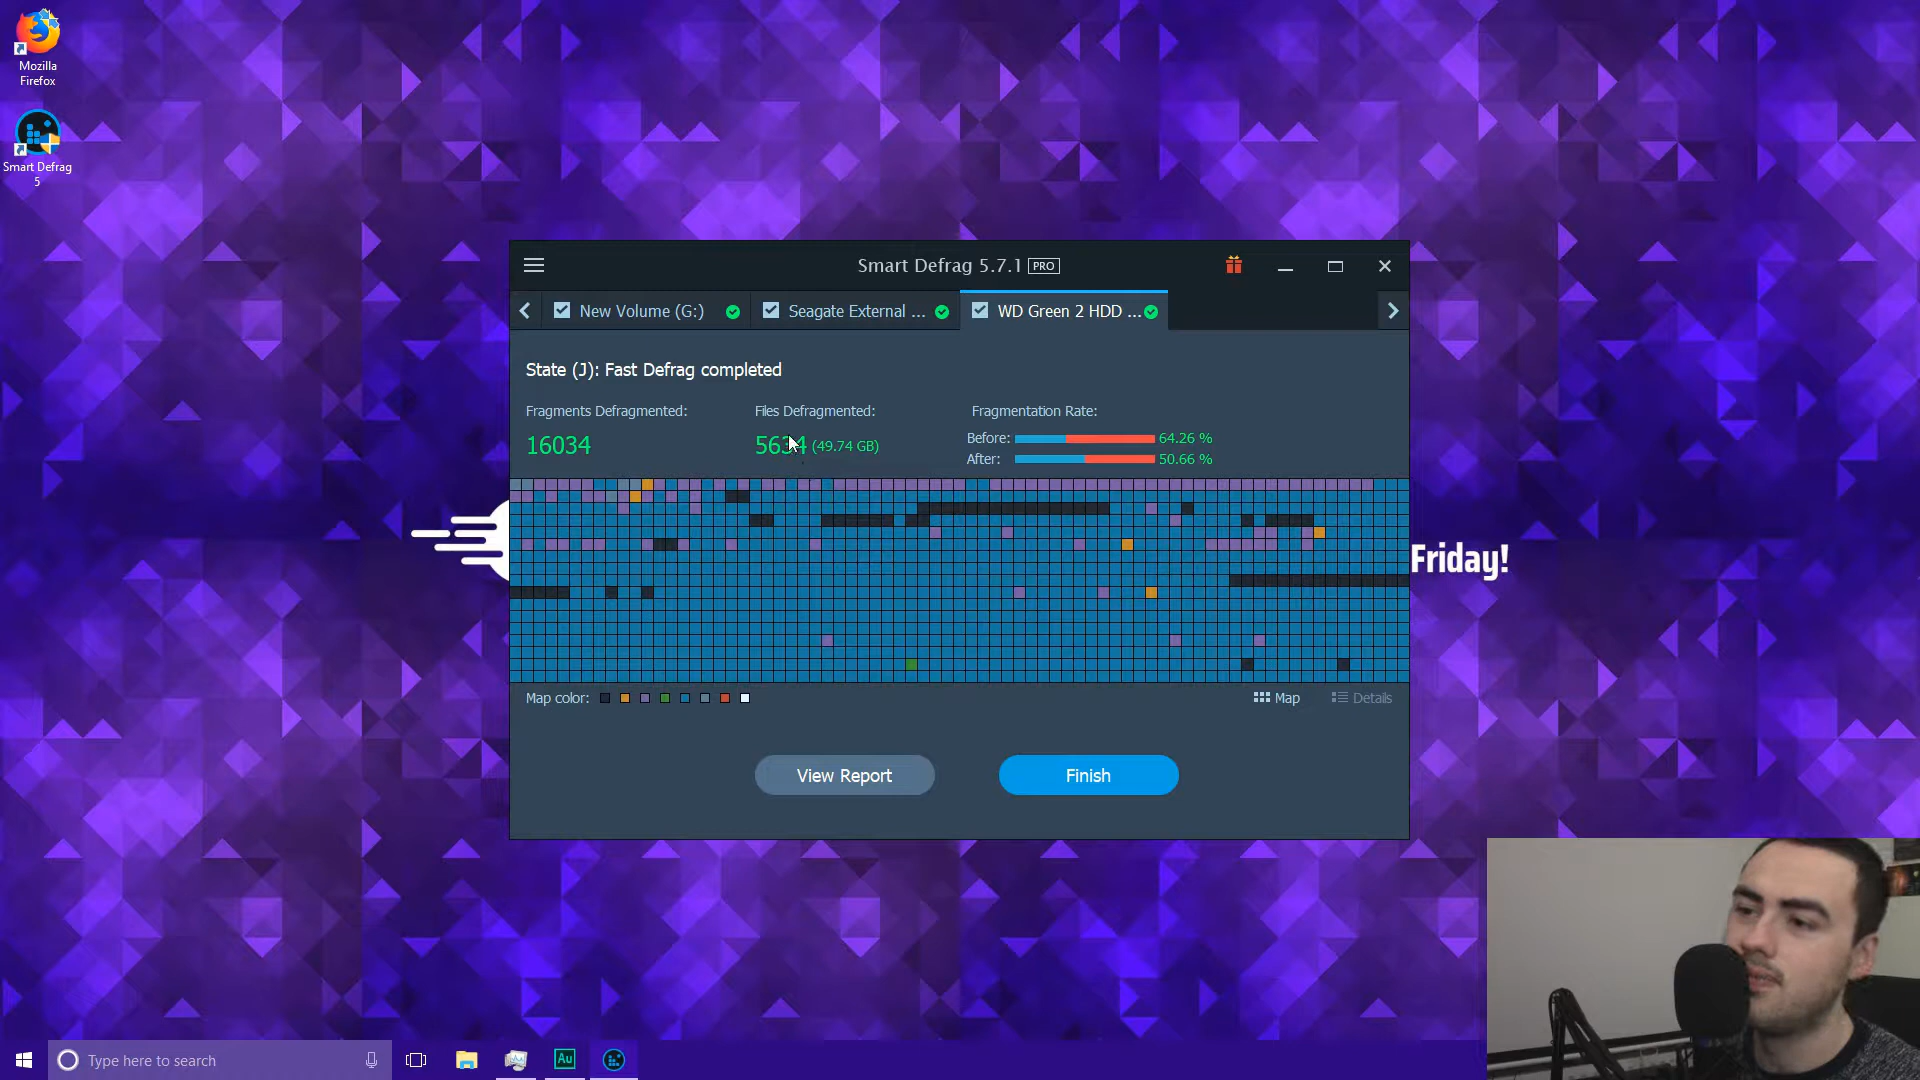 Mozilla
Firefox
Smart Defrag
5
Smart Defrag 5.7.1 PRO
New Volume (G:)
Seagate External ...
WD Green 2 HDD ...
State (J): Fast Defrag completed
Fragments Defragmented:
Files Defragmented:
Fragmentation Rate:
16034
5634 (49.74 GB)
Before: 64.26 %
After: 50.66 %
Friday!
Map color:
Map
Details
View Report
Finish
Type here to search
Au